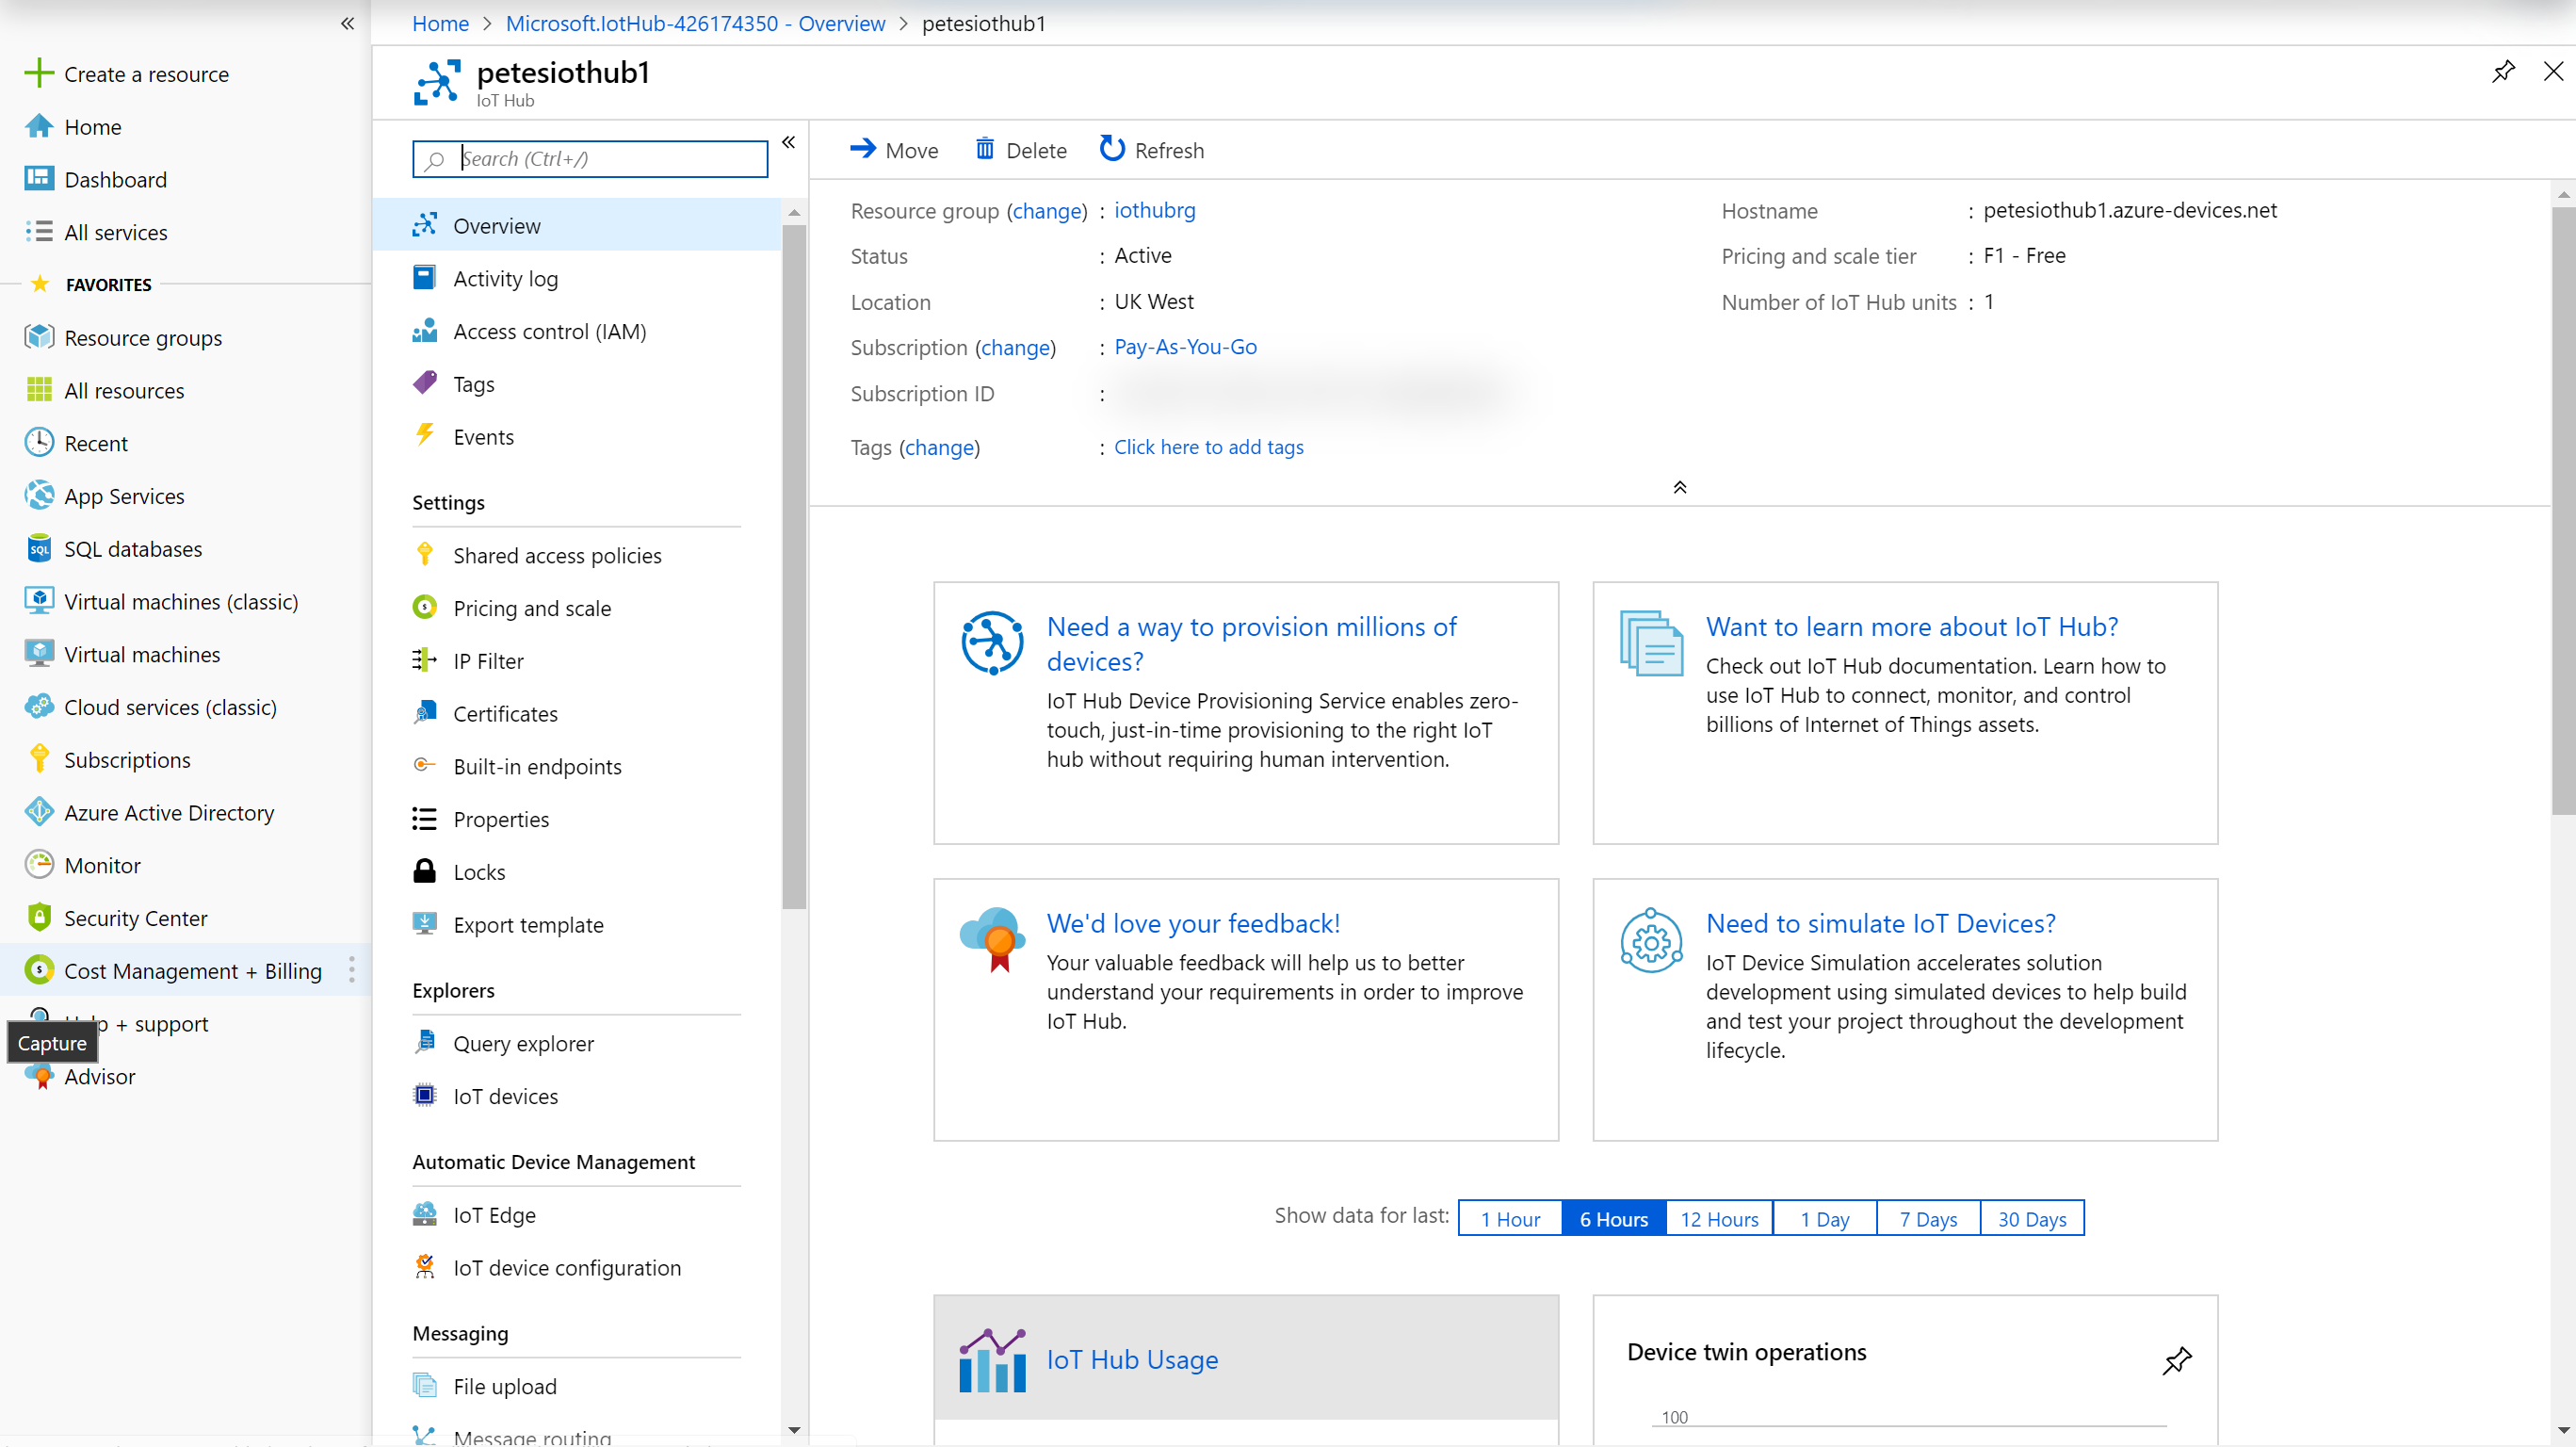 Home > Microsoft.IotHub-426174350 - Overview > petesiothub1
Create a resource
Home
Dashboard
All services
FAVORITES
Resource groups
All resources
Recent
App Services
SQL databases
Virtual machines (classic)
Virtual machines
Cloud services (classic)
Subscriptions
Azure Active Directory
Monitor
Security Center
Cost Management + Billing
+ support
Capture
Advisor
petesiothub1
IoT Hub
Search (Ctrl+/)
Overview
Activity log
Access control (IAM)
Tags
Events
Settings
Shared access policies
Pricing and scale
IP Filter
Certificates
Built-in endpoints
Properties
Locks
Export template
Explorers
Query explorer
IoT devices
Automatic Device Management
IoT Edge
IoT device configuration
Messaging
File upload
Message routing
Move Delete Refresh
Resource group (change) : iothubrg
Status : Active
Location : UK West
Subscription (change) : Pay-As-You-Go
Subscription ID :
Tags (change) : Click here to add tags
Hostname : petesiothub1.azure-devices.net
Pricing and scale tier : F1 - Free
Number of IoT Hub units : 1
Need a way to provision millions of
devices?
IoT Hub Device Provisioning Service enables zero-
touch, just-in-time provisioning to the right IoT
hub without requiring human intervention.
Want to learn more about IoT Hub?
Check out IoT Hub documentation. Learn how to
use IoT Hub to connect, monitor, and control
billions of Internet of Things assets.
We'd love your feedback!
Your valuable feedback will help us to better
understand your requirements in order to improve
IoT Hub.
Need to simulate IoT Devices?
IoT Device Simulation accelerates solution
development using simulated devices to help build
and test your project throughout the development
lifecycle.
Show data for last: 1 Hour 6 Hours 12 Hours 1 Day 7 Days 30 Days
IoT Hub Usage
Device twin operations
100